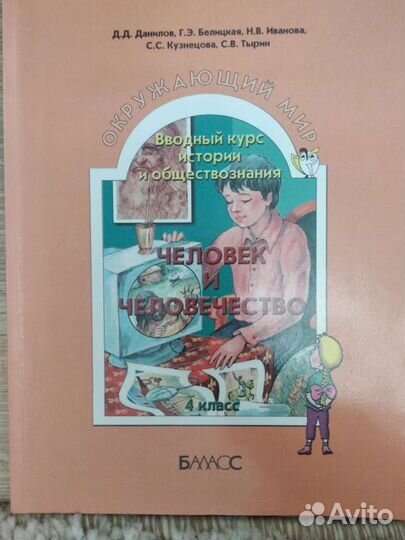 Д.Д. Данилов, Г.Э. Белицкая, Н.В. Иванова,
С.С. Кузнецова, С.В. Тырин
ОКРУЖАЮЩИЙ МИР
Вводный курс
истории
и обществознания
ЧЕЛОВЕК
И
ЧЕЛОВЕЧЕСТВО
4 класс
БАЛАСС
Avito